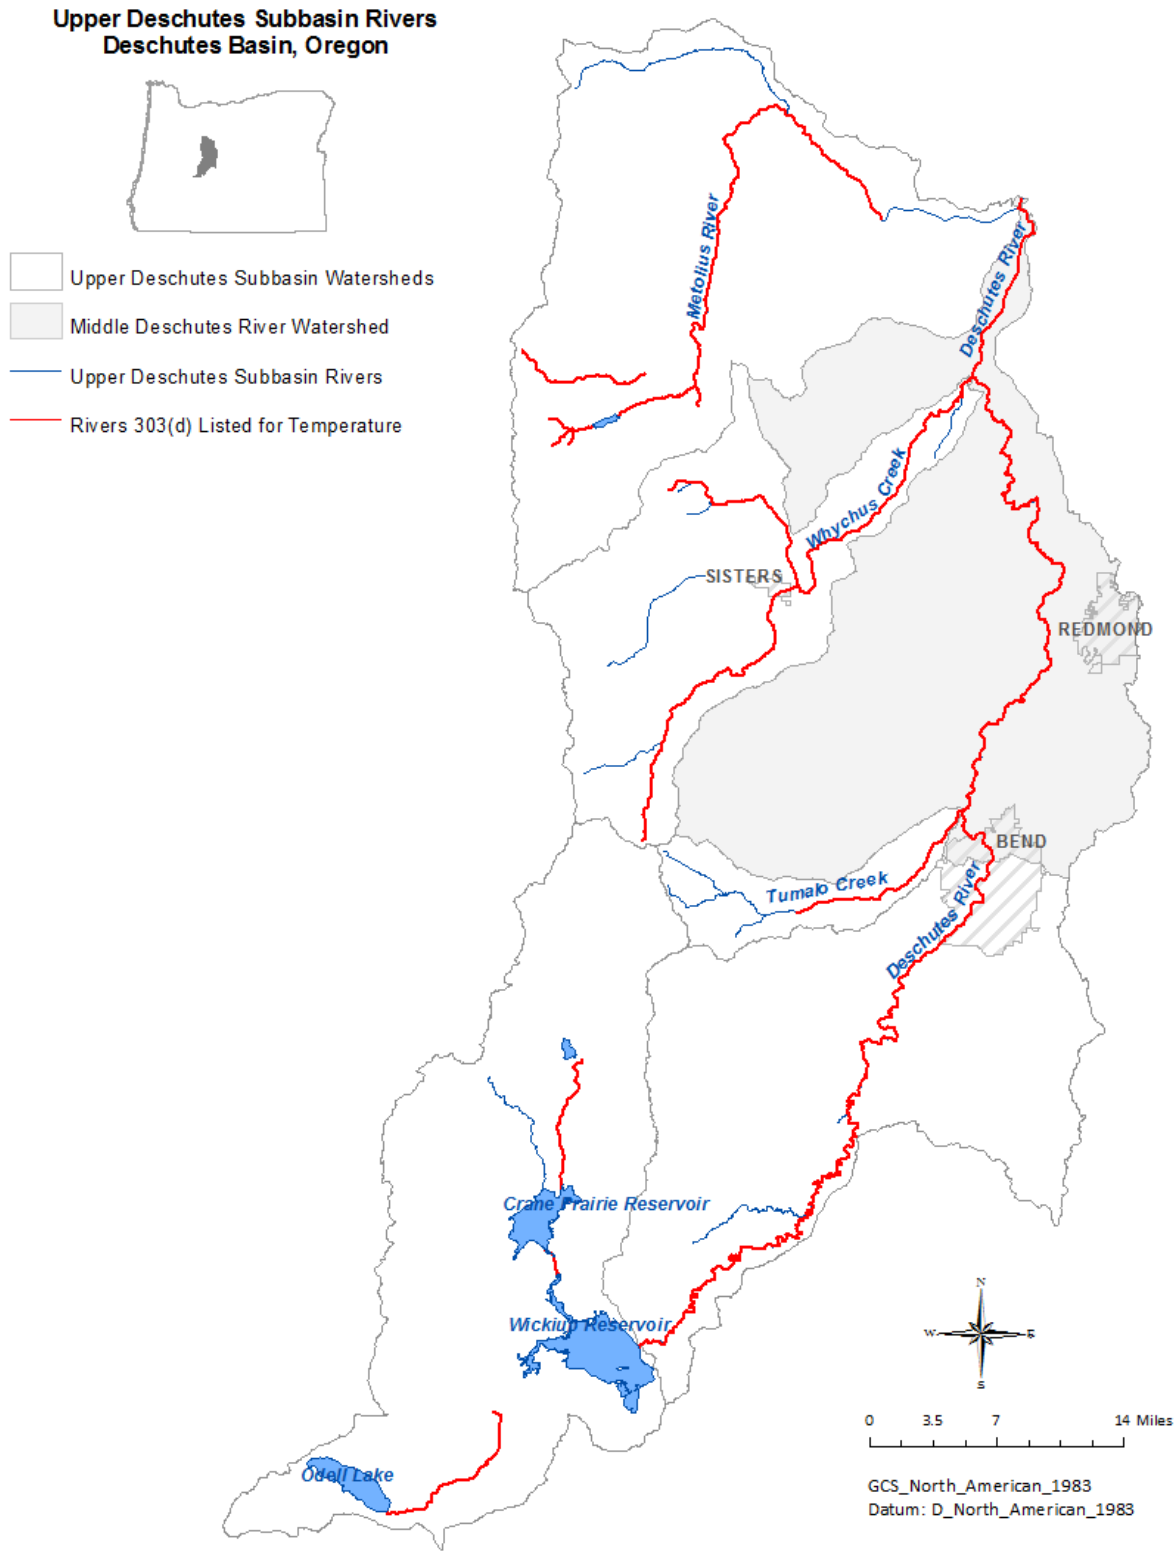 Upper Deschutes Subbasin Rivers
Deschutes Basin, Oregon
Upper Deschutes Subbasin Watersheds
Middle Deschutes River Watershed
Upper Deschutes Subbasin Rivers
Rivers 303(d) Listed for Temperature
Metolius River
Deschutes River
Whychus Creek
SISTERS
REDMOND
BEND
Tumalo Creek
Deschutes River
Crane Prairie Reservoir
Wickiup Reservoir
Odell Lake
N
W
E
S
0 3.5 7 14 Miles
GCS_North_American_1983
Datum: D_North_American_1983